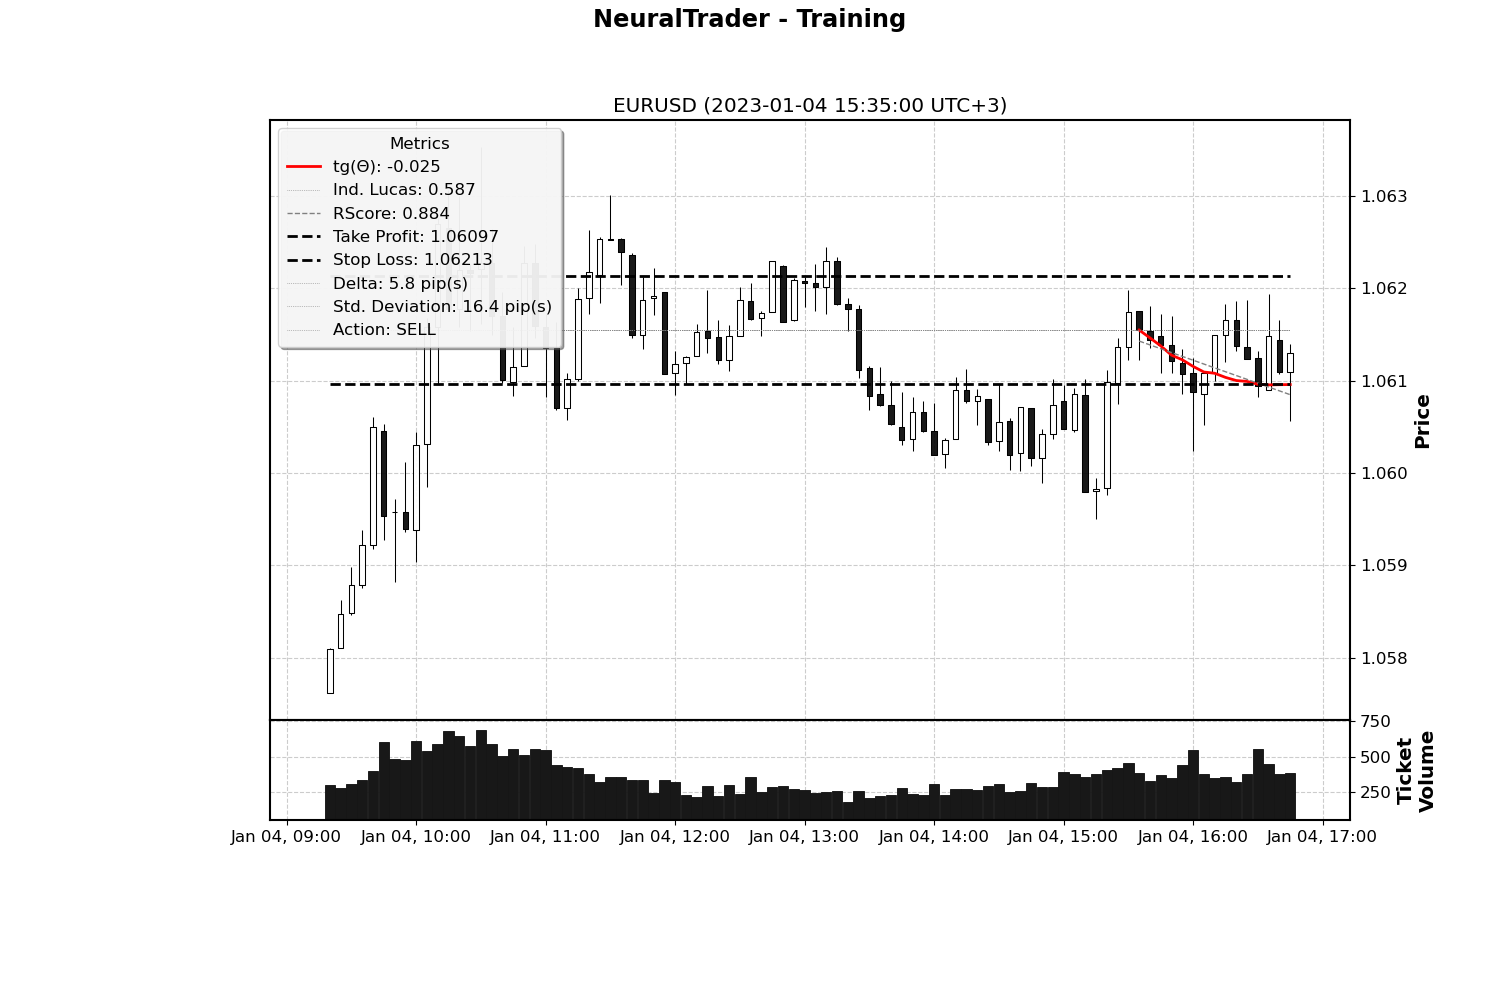 NeuralTrader - Training
EURUSD (2023-01-04 15:35:00 UTC+3)
Metrics
tg(Θ): -0.025
Ind. Lucas: 0.587
RScore: 0.884
Take Profit: 1.06097
Stop Loss: 1.06213
Delta: 5.8 pip(s)
Std. Deviation: 16.4 pip(s)
Action: SELL
1.063
1.062
1.061
1.060
1.059
1.058
Price
750
500
250
Ticket
Volume
Jan 04, 09:00
Jan 04, 10:00
Jan 04, 11:00
Jan 04, 12:00
Jan 04, 13:00
Jan 04, 14:00
Jan 04, 15:00
Jan 04, 16:00
Jan 04, 17:00